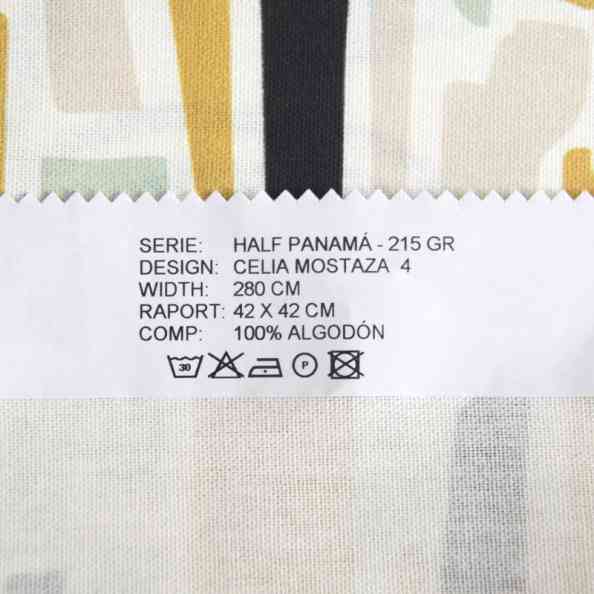 SERIE: HALF PANAMÁ - 215 GR
DESIGN: CELIA MOSTAZA 4
WIDTH: 280 CM
RAPORT: 42 X 42 CM
COMP: 100% ALGODÓN
30 P